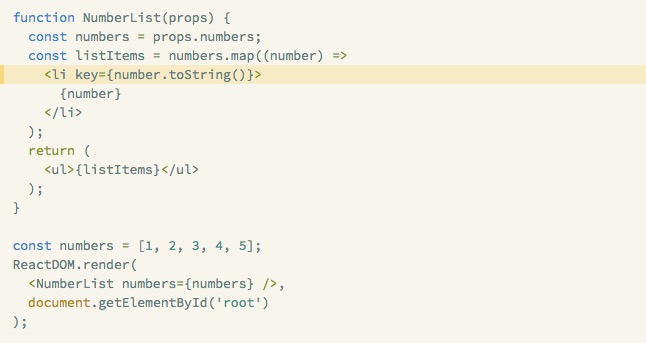 function NumberList(props) {
  const numbers = props.numbers;
  const listItems = numbers.map((number) =>
    <li key={number.toString()}>
      {number}
    </li>
  );
  return (
    <ul>{listItems}</ul>
  );
}

const numbers = [1, 2, 3, 4, 5];
ReactDOM.render(
  <NumberList numbers={numbers} />,
  document.getElementById('root')
);